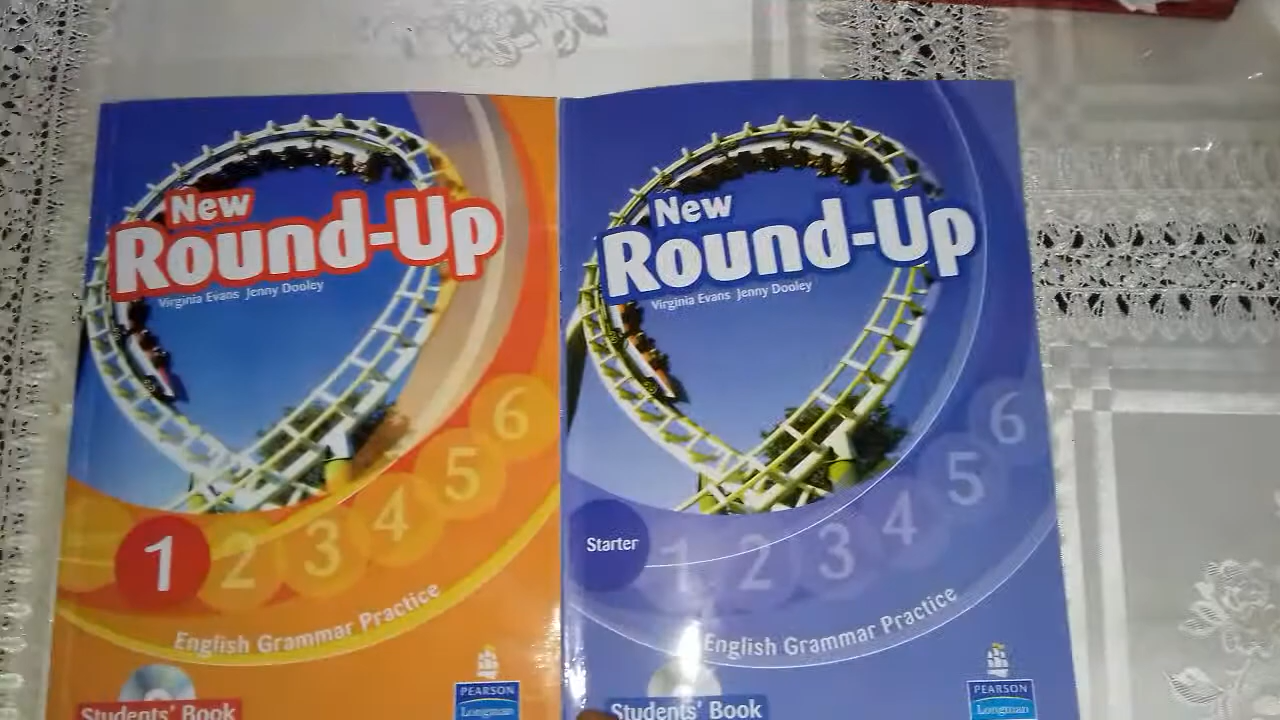 New
Round-Up
Virginia Evans Jenny Dooley
1 2 3 4 5 6
English Grammar Practice
Students' Book
PEARSON
Longman
New
Round-Up
Virginia Evans Jenny Dooley
Starter 1 2 3 4 5 6
English Grammar Practice
Students' Book
PEARSON
Longman